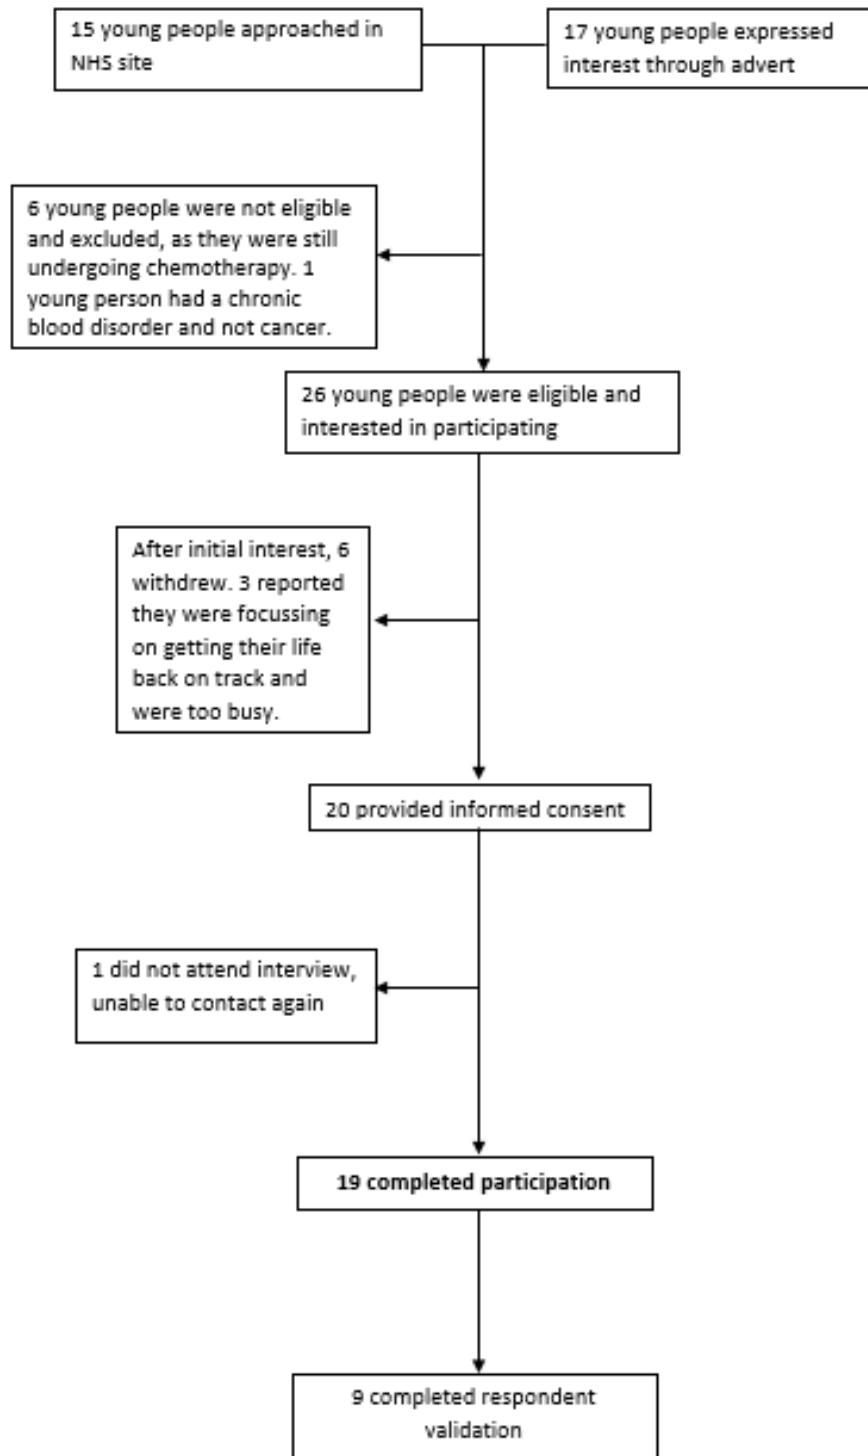 15 young people approached in
NHS site
17 young people expressed
interest through advert
6 young people were not eligible
and excluded, as they were still
undergoing chemotherapy. 1
young person had a chronic
blood disorder and not cancer.
26 young people were eligible and
interested in participating
After initial interest, 6
withdrew. 3 reported
they were focussing
on getting their life
back on track and
were too busy.
20 provided informed consent
1 did not attend interview,
unable to contact again
19 completed participation
9 completed respondent
validation